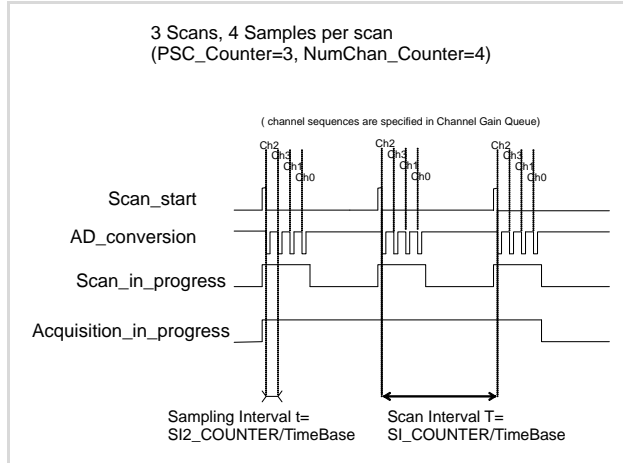 3 Scans, 4 Samples per scan
(PSC_Counter=3, NumChan_Counter=4)
( channel sequences are specified in Channel Gain Queue)
Ch2
Ch3
Ch1
Ch0
Ch2
Ch3
Ch1
Ch0
Ch2
Ch3
Ch1
Ch0
Scan_start
AD_conversion
Scan_in_progress
Acquisition_in_progress
Sampling Interval t=
SI2_COUNTER/TimeBase
Scan Interval T=
SI_COUNTER/TimeBase